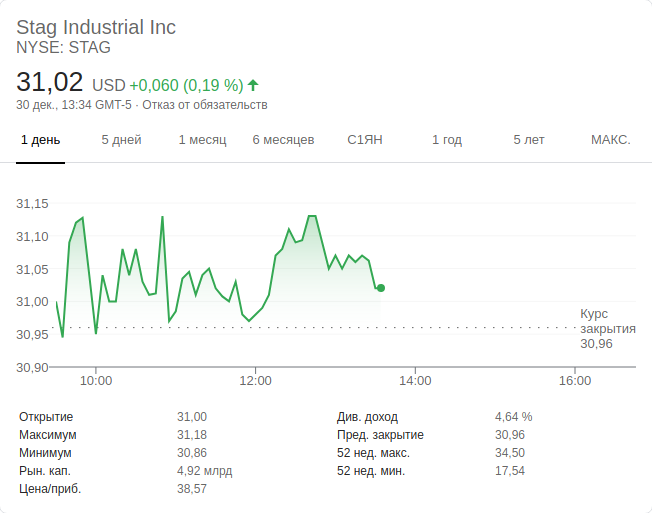 Stag Industrial Inc
NYSE: STAG
31,02 USD +0,060 (0,19 %)
30 дек., 13:34 GMT-5 · Отказ от обязательств
1 день 5 дней 1 месяц 6 месяцев С1ЯН 1 год 5 лет МАКС.
31,15
31,10
31,05
31,00
30,95
30,90
Курс
закрытия
30,96
10:00 12:00 14:00 16:00
Открытие 31,00 Див. доход 4,64 %
Максимум 31,18 Пред. закрытие 30,96
Минимум 30,86 52 нед. макс. 34,50
Рын. кап. 4,92 млрд 52 нед. мин. 17,54
Цена/приб. 38,57